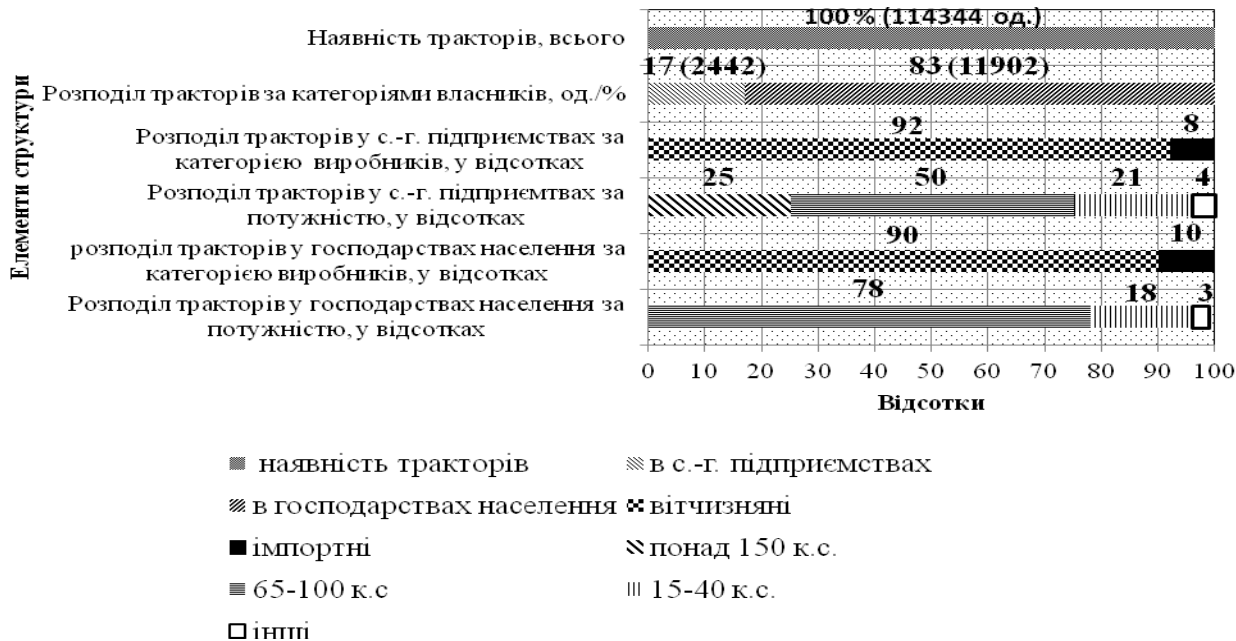 100 % (114344 од.)
Наявність тракторів, всього
17 (2442) 83 (11902)
Розподіл тракторів за категоріями власників, од./%
92 8
Розподіл тракторів у с.-г. підприємствах за
категорією виробників, у відсотках
25 50 21 4
Розподіл тракторів у с.-г. підприємтвах за
потужністю, у відсотках
90 10
розподіл тракторів у господарствах населення за
категорією виробників, у відсотках
78 18 3
Розподіл тракторів у господарствах населення за
потужністю, у відсотках
Елементи структури
0 10 20 30 40 50 60 70 80 90 100
Відсотки
наявність тракторів в с.-г. підприємствах
в господарствах населення вітчизняні
імпортні понад 150 к.с.
65-100 к.с 15-40 к.с.
інші